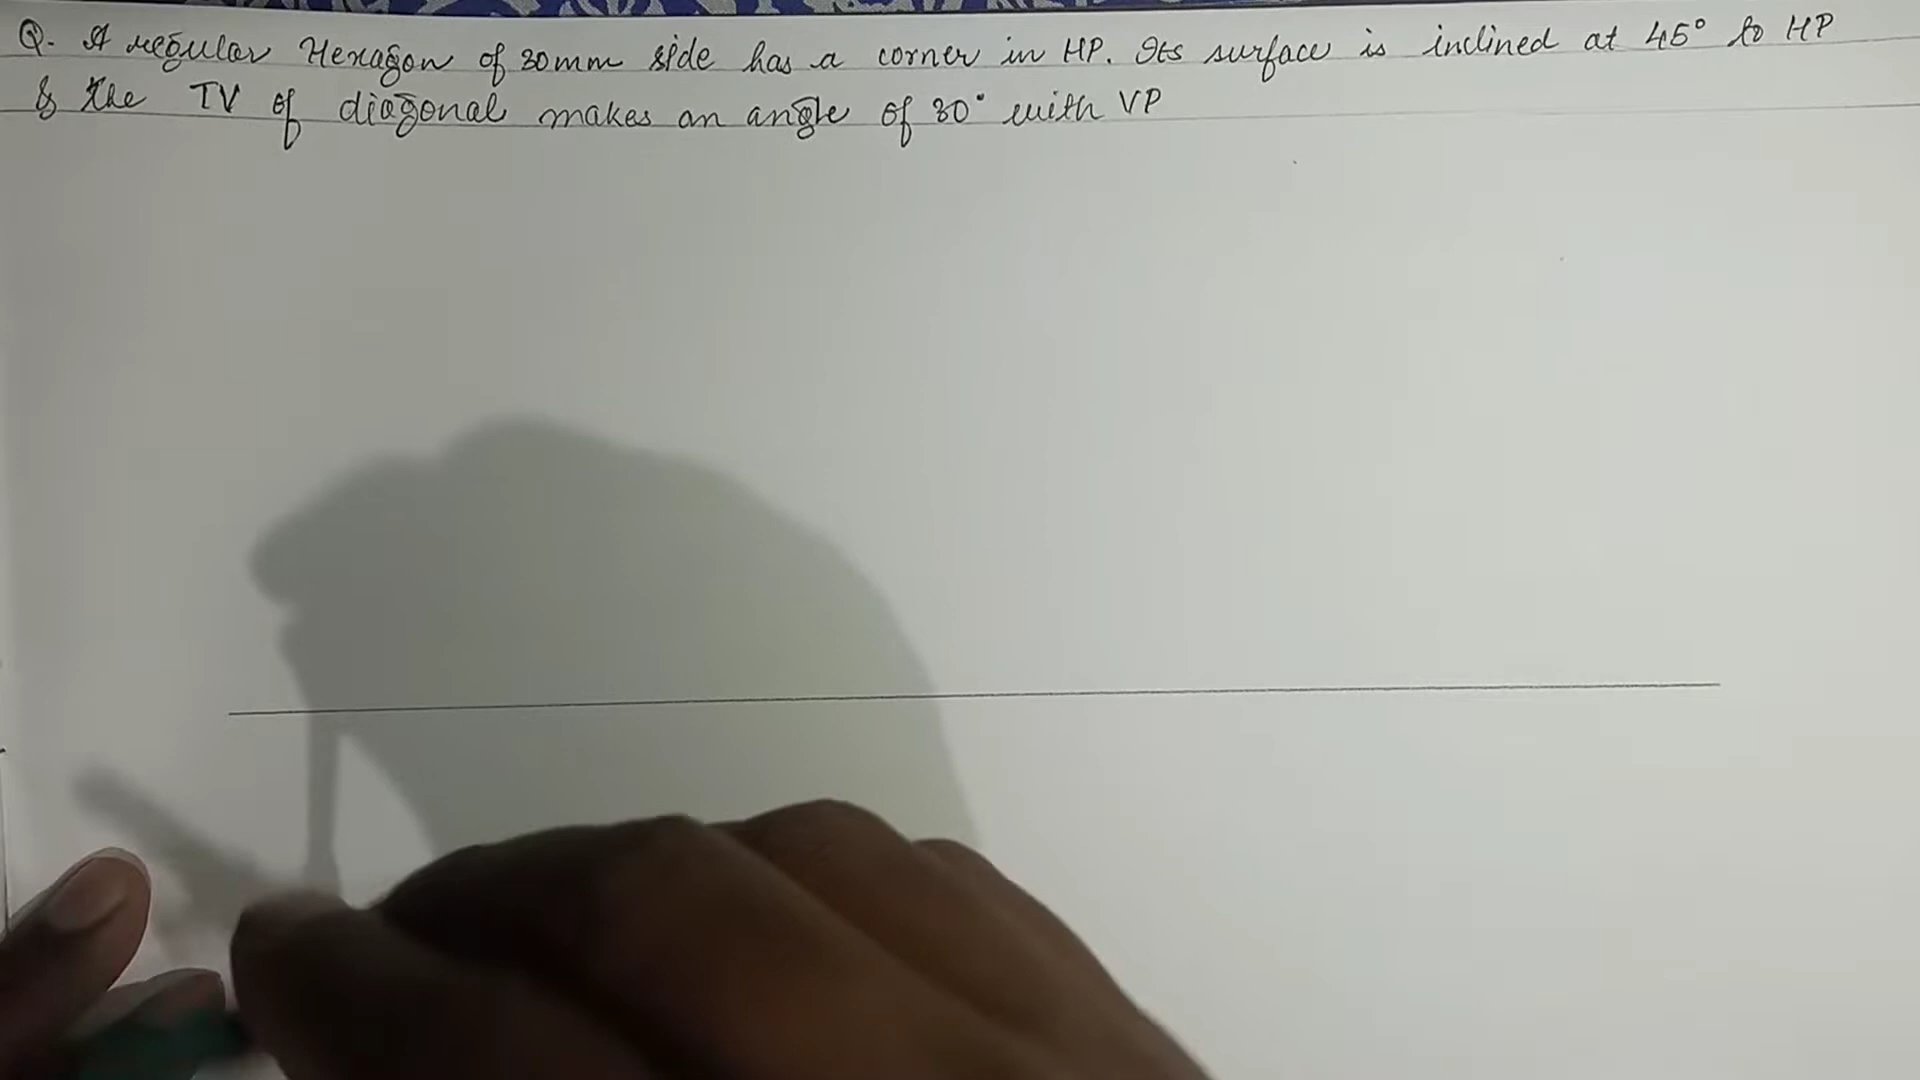 Q. A regular Hexagon of 30mm side has a corner in HP. Its surface is inclined at 45° to HP
& the TV of diagonal makes an angle of 30° with VP